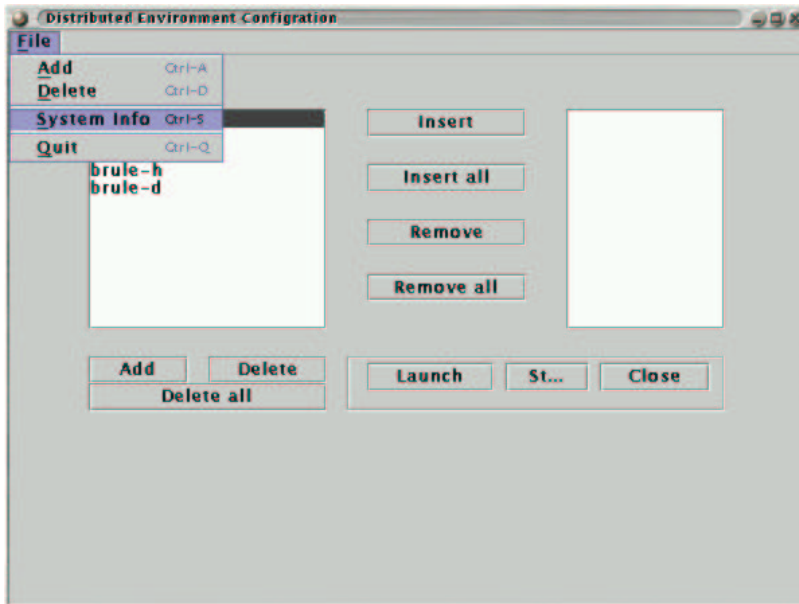 Distributed Environment Configration
File
Add Ctrl-A
Delete Ctrl-D
System Info Ctrl-S
Quit Ctrl-Q
brule-h
brule-d
Insert
Insert all
Remove
Remove all
Add
Delete
Delete all
Launch
St...
Close